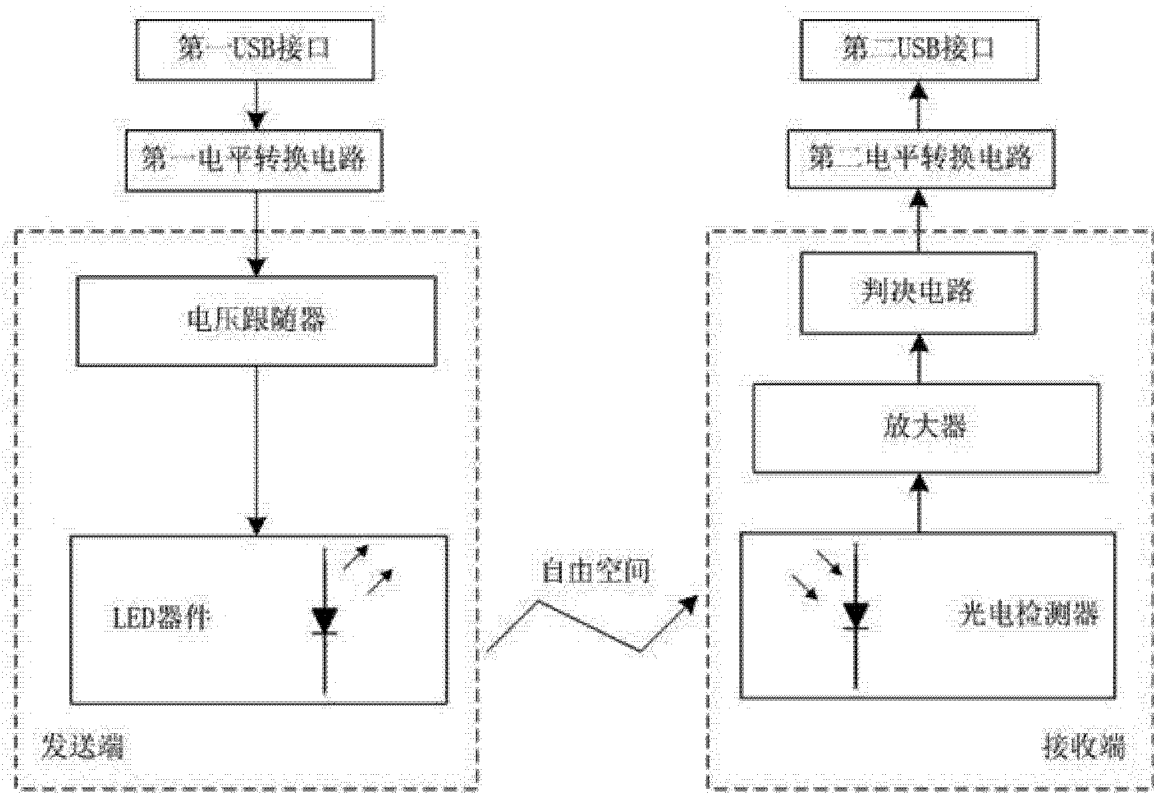 第一USB接口
第一电平转换电路
电压跟随器
LED器件
发送端
自由空间
第二USB接口
第二电平转换电路
判决电路
放大器
光电检测器
接收端